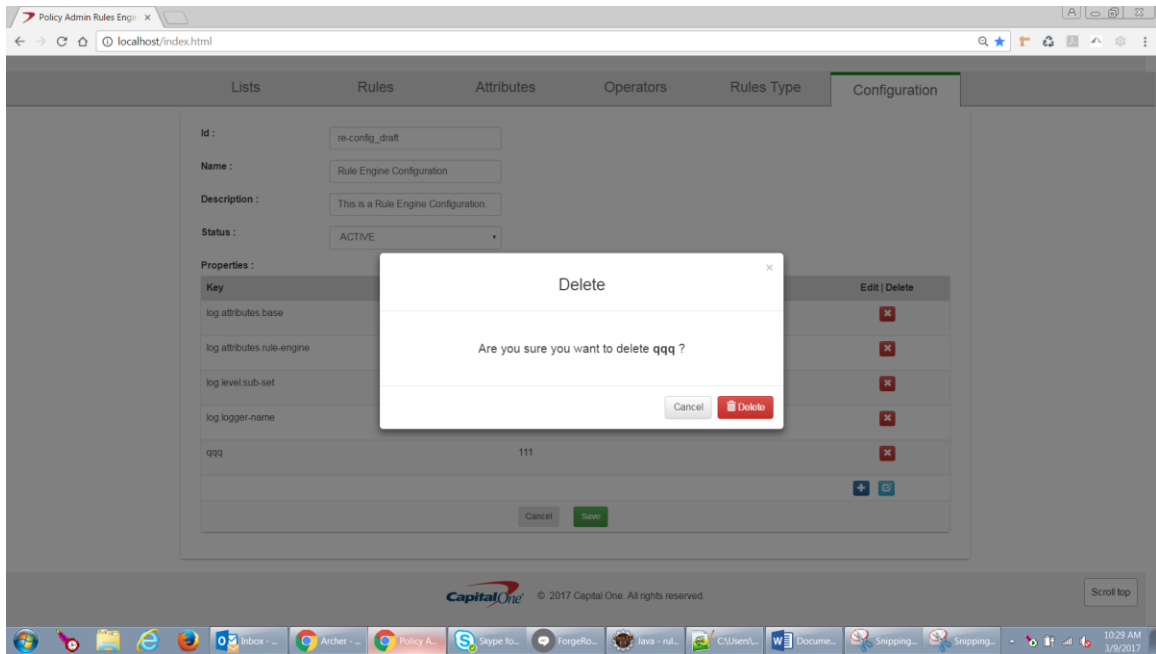 Policy Admin Rules Engi
localhost/index.html
Lists Rules Attributes Operators Rules Type Configuration
Id :
re-config_draft
Name :
Rule Engine Configuration
Description :
This is a Rule Engine Configuration.
Status :
ACTIVE
Properties :
Key Edit | Delete
log.attributes.base
log.attributes.rule-engine
log.level.sub-set
log.logger-name
qqq 111
Delete
Are you sure you want to delete qqq ?
Cancel Delete
Cancel Save
CapitalOne © 2017 Capital One. All rights reserved.
Scroll top
Inbox - ... Archer - ... Policy A... Skype fo... ForgeRo... Java - rul... C:\Users\... Docume... Snipping... Snipping...
10:29 AM
3/9/2017